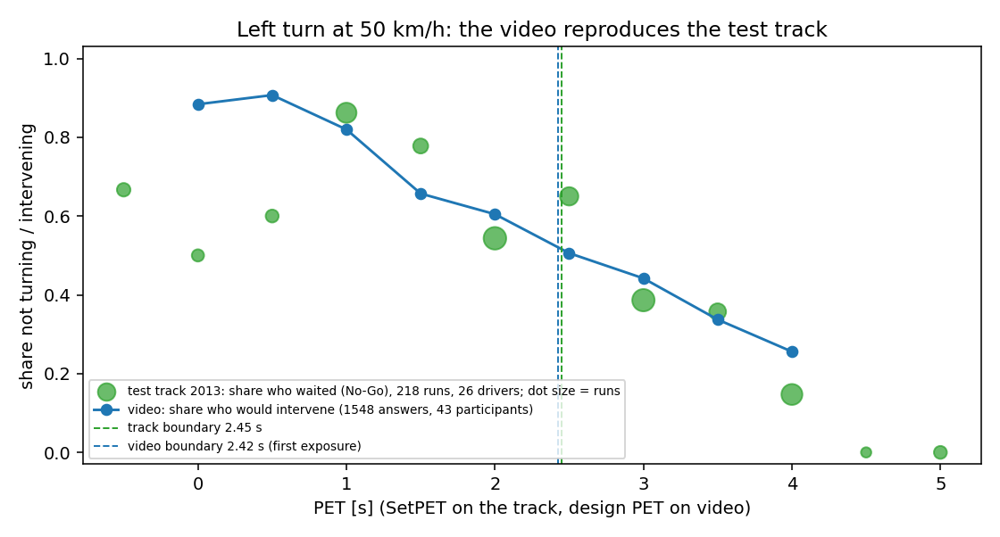 Left turn at 50 km/h: the video reproduces the test track
share not turning / intervening
1.0
0.8
0.6
0.4
0.2
0.0
test track 2013: share who waited (No-Go), 218 runs, 26 drivers; dot size = runs
video: share who would intervene (1548 answers, 43 participants)
track boundary 2.45 s
video boundary 2.42 s (first exposure)
0 1 2 3 4 5
PET [s] (SetPET on the track, design PET on video)